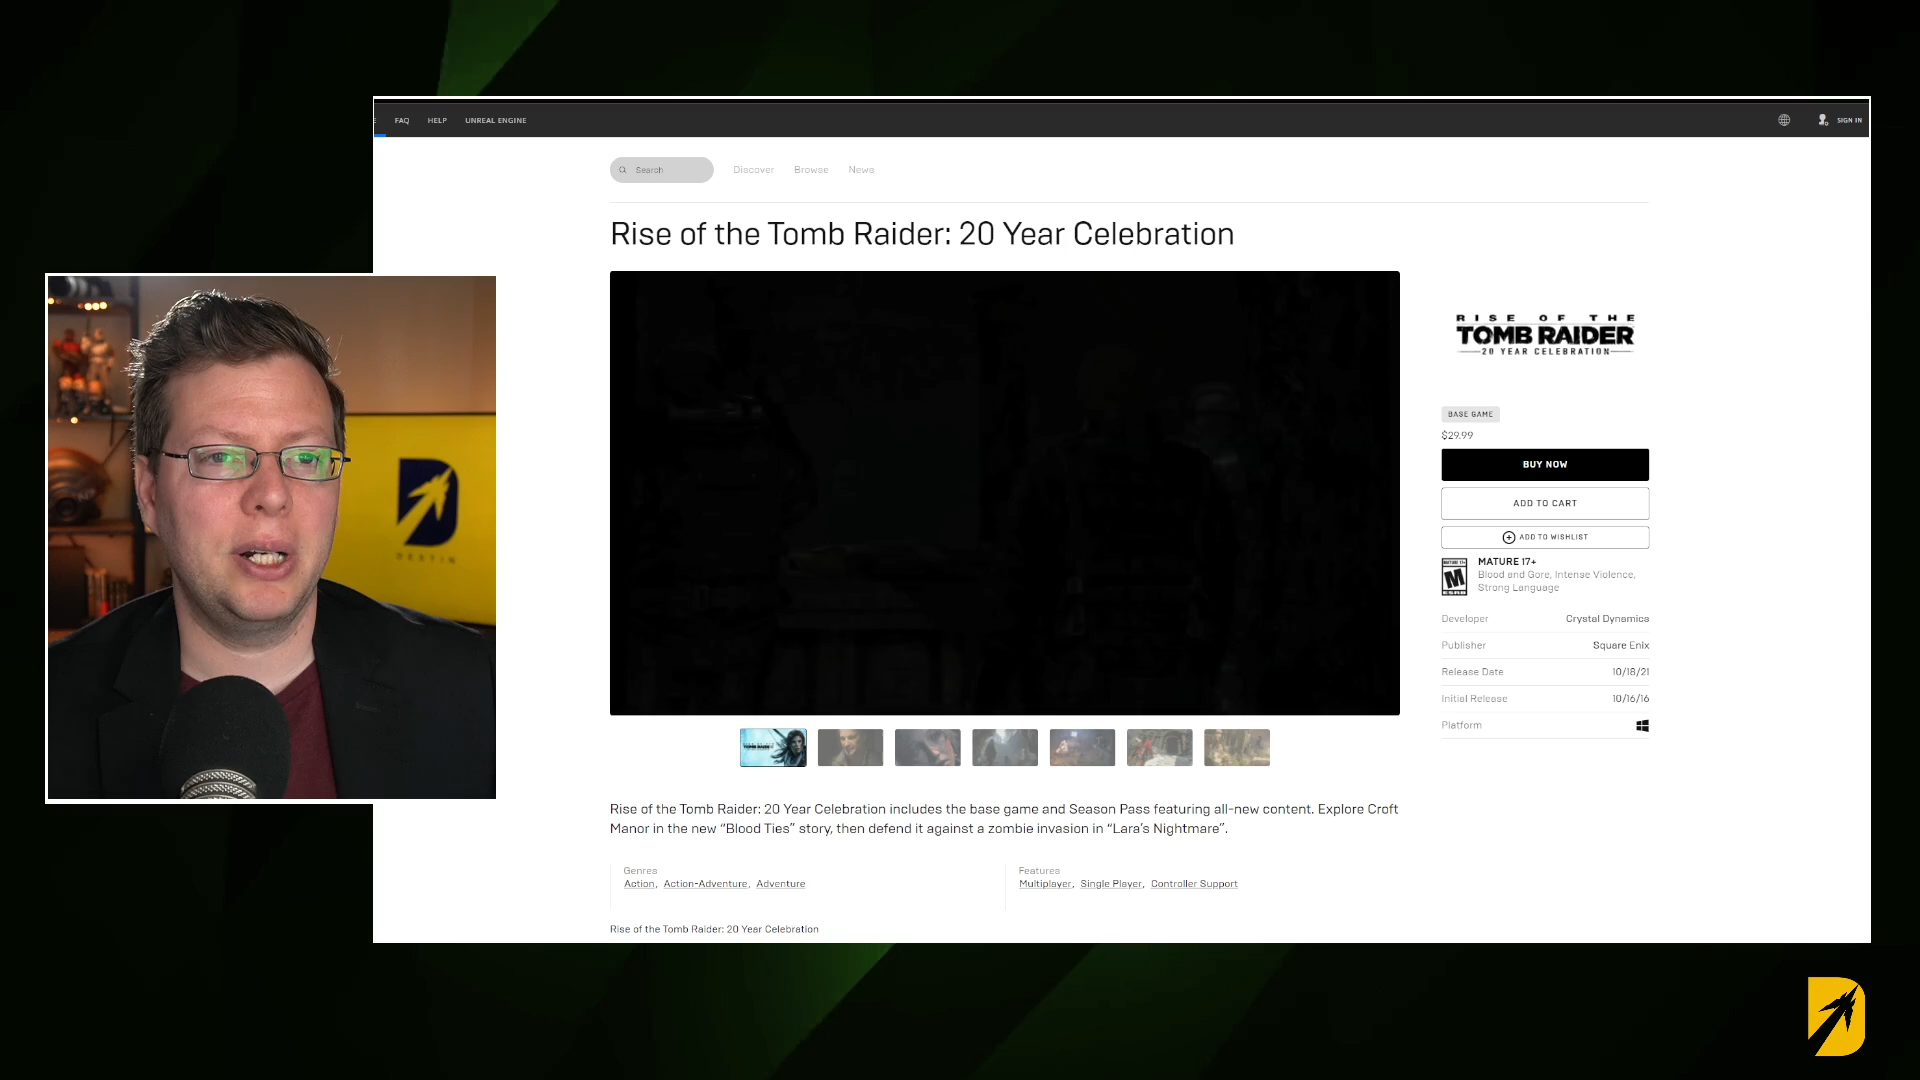 FAQ
HELP
UNREAL ENGINE
SIGN IN
Search
Discover
Browse
News
Rise of the Tomb Raider: 20 Year Celebration
RISE OF THE
TOMB RAIDER
20 YEAR CELEBRATION
BASE GAME
$29.99
BUY NOW
ADD TO CART
ADD TO WISHLIST
MATURE 17+
M
MATURE 17+
Blood and Gore, Intense Violence,
Strong Language
Developer Crystal Dynamics
Publisher Square Enix
Release Date 10/18/21
Initial Release 10/16/16
Platform
DESTIN
TOMB RAIDER
Rise of the Tomb Raider: 20 Year Celebration includes the base game and Season Pass featuring all-new content. Explore Croft
Manor in the new “Blood Ties” story, then defend it against a zombie invasion in “Lara’s Nightmare”.
Genres
Action, Action-Adventure, Adventure
Features
Multiplayer, Single Player, Controller Support
Rise of the Tomb Raider: 20 Year Celebration